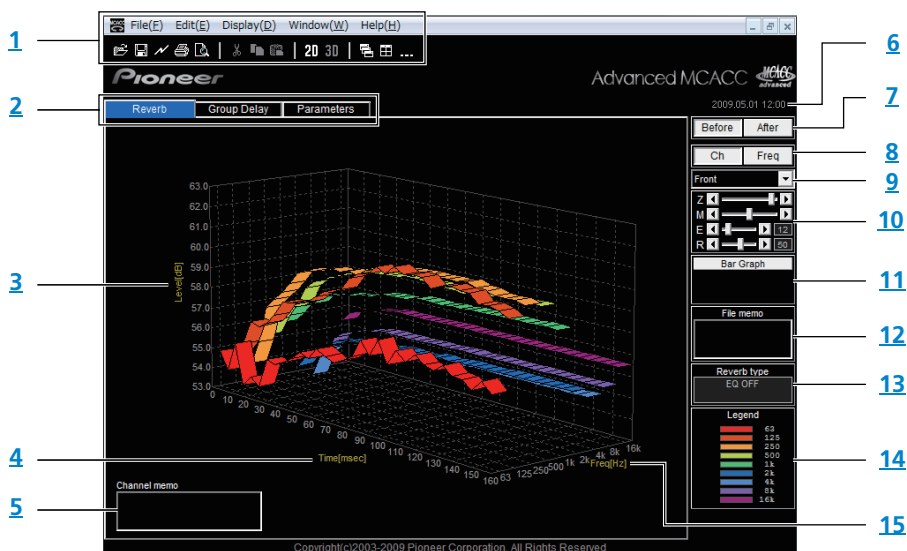 File(F) Edit(E) Display(D) Window(W) Help(H)
1
2D 3D ...
6
Pioneer
Advanced MCACC MCACC advanced
2009.05.01 12:00
7
2
Reverb Group Delay Parameters
Before After
8
Ch Freq
9
Front
Z
M
E 12
R 50
10
Bar Graph
11
File memo
12
Reverb type
EQ OFF
13
Legend
63
125
250
500
1k
2k
4k
8k
16k
14
3
Level[dB]
63.0
62.0
61.0
60.0
59.0
58.0
57.0
56.0
55.0
54.0
53.0
0 10 20 30 40 50 60 70 80 90 100 110 120 130 140 150 160
63 125 250 500 1k 2k 4k 8k 16k
4
Time[msec]
Freq[Hz]
15
5
Channel memo
Copyright(c)2003-2009 Pioneer Corporation. All Rights Reserved